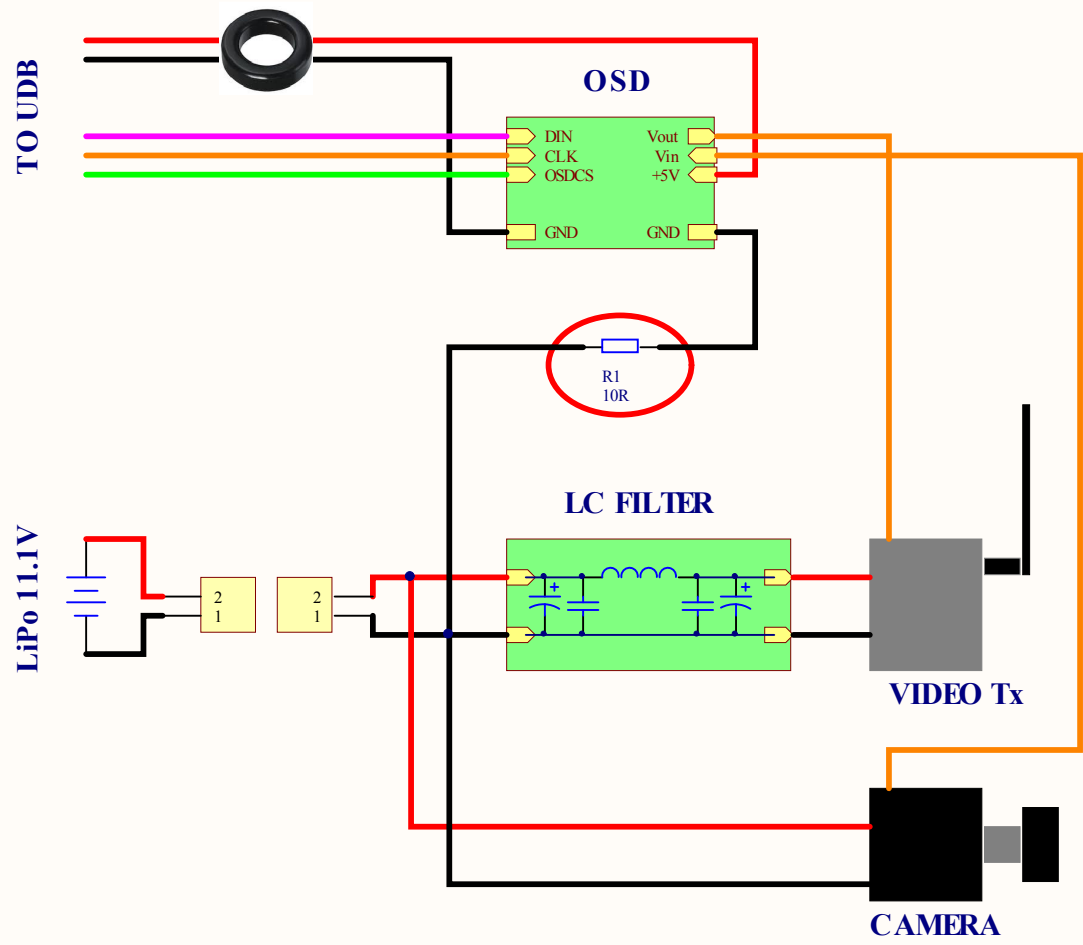 TO UDB
OSD
DIN
CLK
OSDCS
GND
Vout
Vin
+5V
GND
R1
10R
LC FILTER
LiPo 11.1V
2
1
2
1
+
+
VIDEO Tx
CAMERA